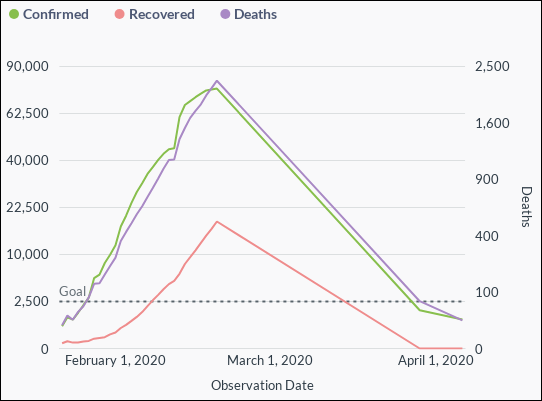 Confirmed Recovered Deaths
90,000 2,500
62,500 1,600
40,000 900
22,500 400
10,000 100
Goal
2,500
0 0
Deaths
February 1, 2020 March 1, 2020 April 1, 2020
Observation Date